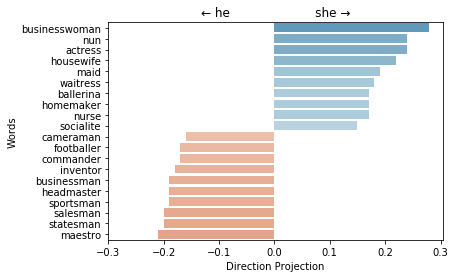 ← he she →
businesswoman
nun
actress
housewife
maid
waitress
ballerina
homemaker
nurse
socialite
cameraman
footballer
commander
inventor
businessman
headmaster
sportsman
salesman
statesman
maestro
Words
−0.3 −0.2 −0.1 0.0 0.1 0.2 0.3
Direction Projection